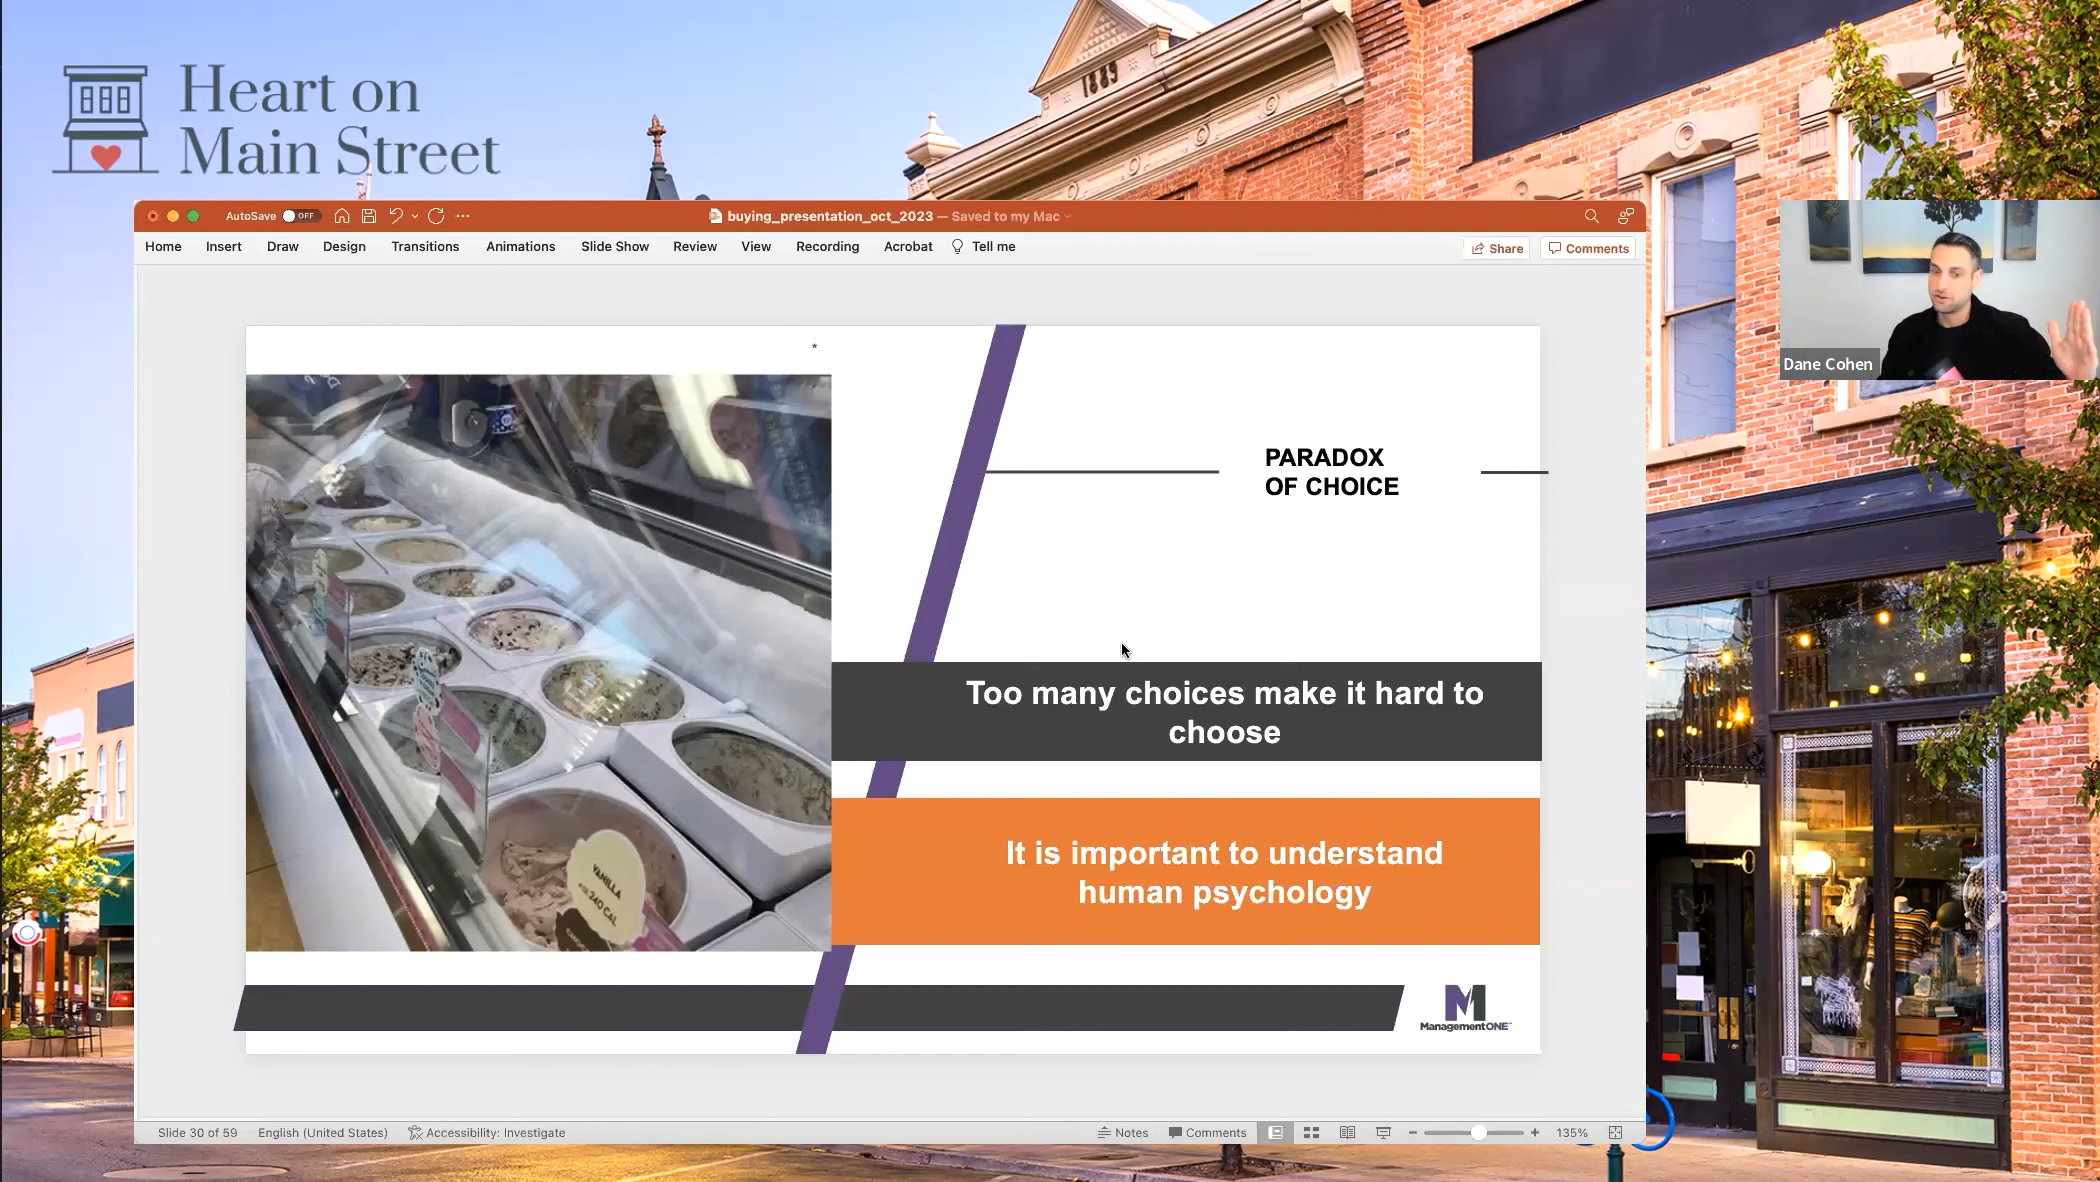 Heart on
Main Street
1889
AutoSave OFF
buying_presentation_oct_2023 — Saved to my Mac
Home Insert Draw Design Transitions Animations Slide Show Review View Recording Acrobat Tell me
Share Comments
Dane Cohen
*
PARADOX
OF CHOICE
Too many choices make it hard to
choose
It is important to understand
human psychology
VANILLA
240 CAL
ManagementONE
Slide 30 of 59 English (United States) Accessibility: Investigate
Notes Comments 135%